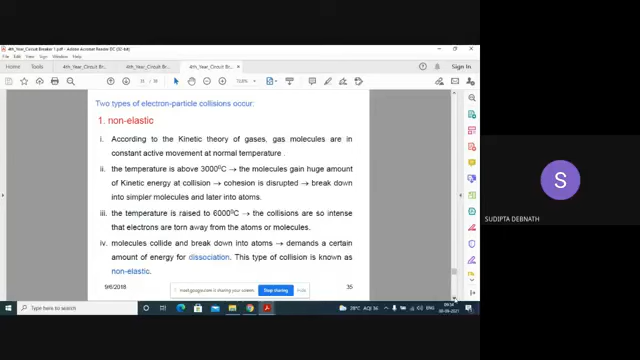 4th_Year_Circuit Breaker 1.pdf - Adobe Acrobat Reader DC (32-bit)
File Edit View Sign Window Help
Home Tools 4th_Year_Circuit Br... 4th_Year_Circuit Br... 4th_Year_Circuit Br... × Sign In
Two types of electron-particle collisions occur:
1. non-elastic
i. According to the Kinetic theory of gases, gas molecules are in
constant active movement at normal temperature .
ii. the temperature is above 3000⁰C → the molecules gain huge amount
of Kinetic energy at collision → cohesion is disrupted → break down
into simpler molecules and later into atoms.
iii. the temperature is raised to 6000⁰C → the collisions are so intense
that electrons are torn away from the atoms or molecules.
iv. molecules collide and break down into atoms → demands a certain
amount of energy for dissociation. This type of collision is known as
non-elastic.
9/6/2018 35
meet.google.com is sharing your screen. Stop sharing Hide
S
SUDIPTA DEBNATH
Type here to search
28°C AQI 36